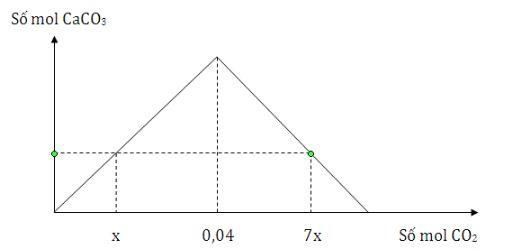 Số mol CaCO₃
x 0,04 7x Số mol CO₂